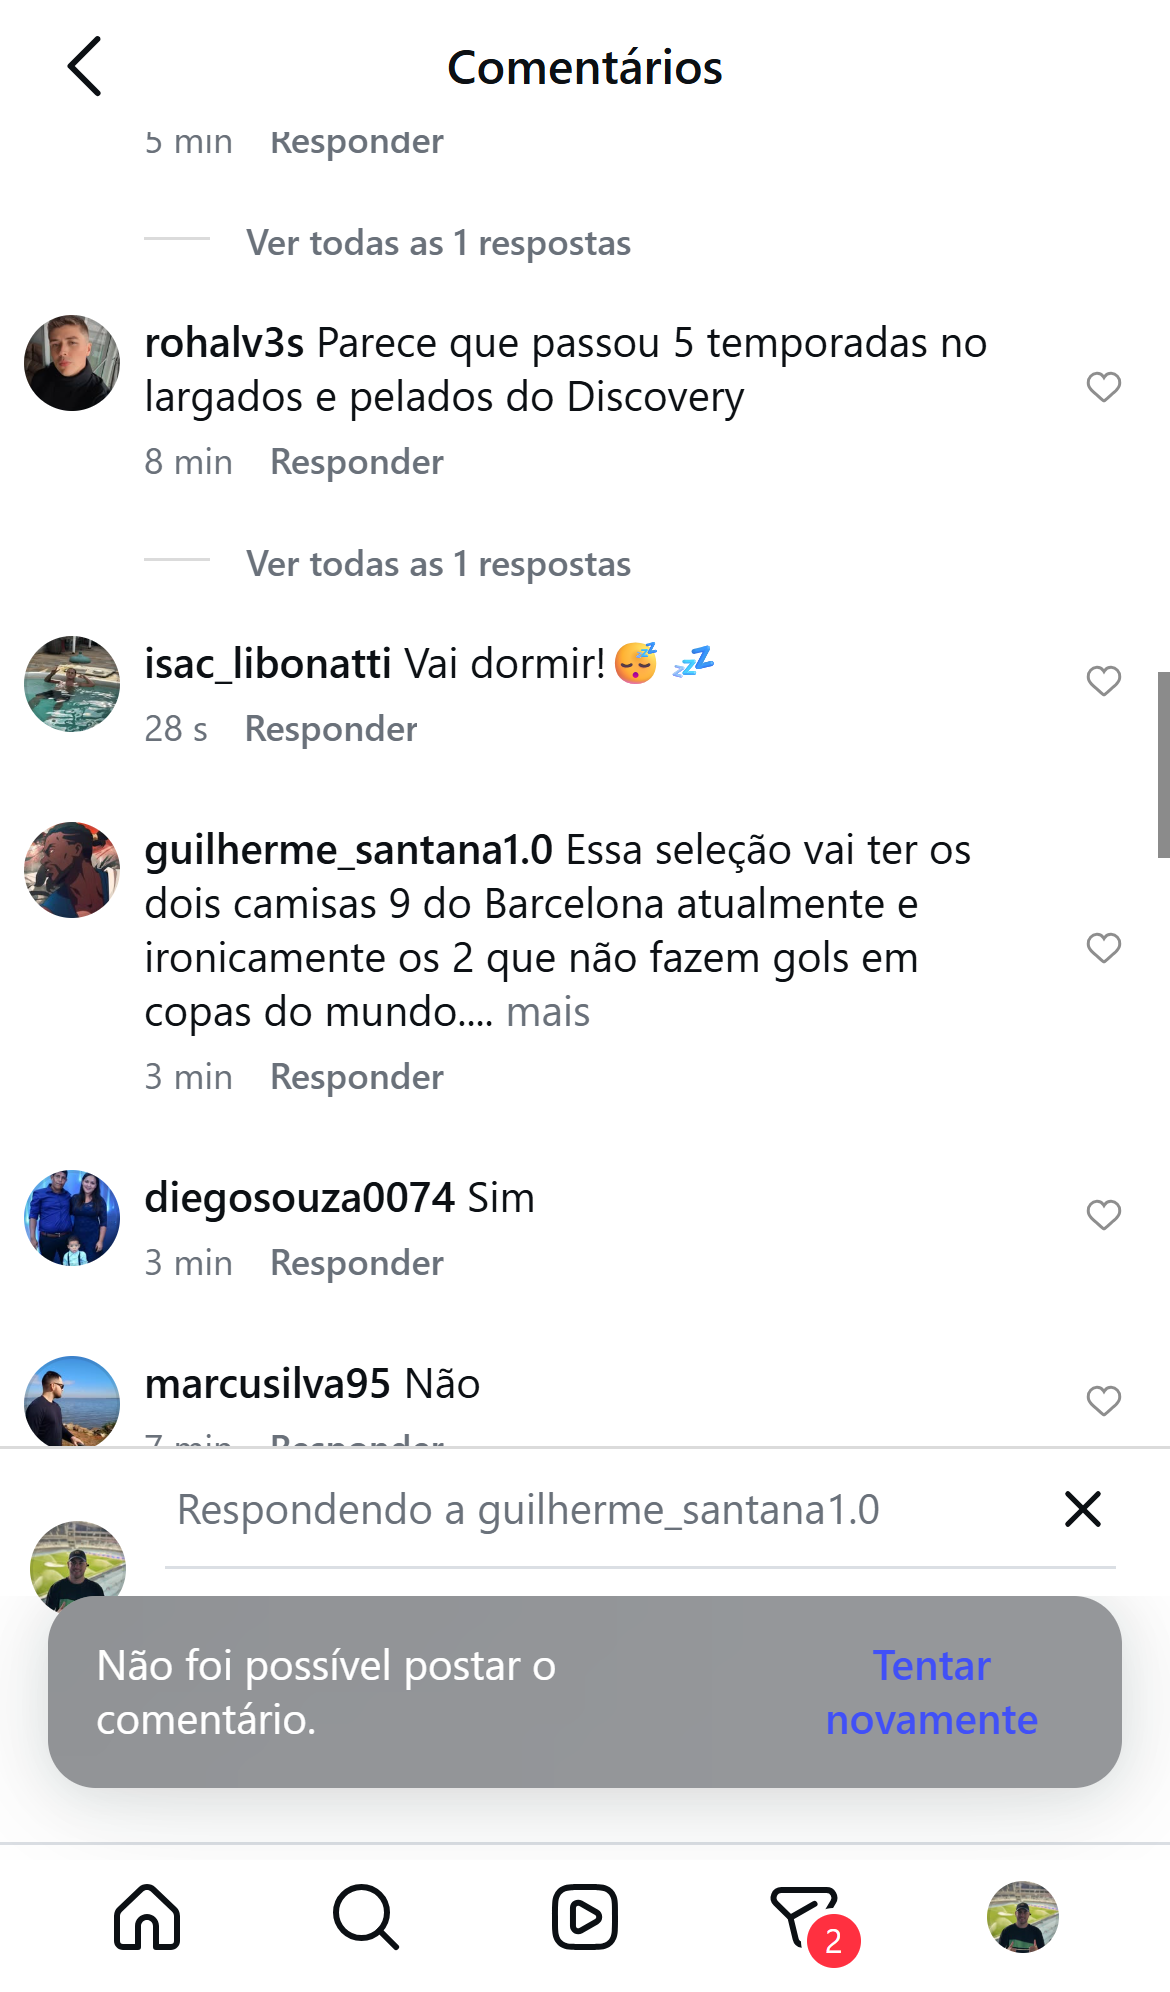 Comentários
5 min Responder
Ver todas as 1 respostas
rohalv3s Parece que passou 5 temporadas no
largados e pelados do Discovery
8 min Responder
Ver todas as 1 respostas
isac_libonatti Vai dormir!😴 💤
28 s Responder
guilherme_santana1.0 Essa seleção vai ter os
dois camisas 9 do Barcelona atualmente e
ironicamente os 2 que não fazem gols em
copas do mundo.... mais
3 min Responder
diegosouza0074 Sim
3 min Responder
marcusilva95 Não
7 min Responder
Respondendo a guilherme_santana1.0
Não foi possível postar o
comentário.
Tentar
novamente
2